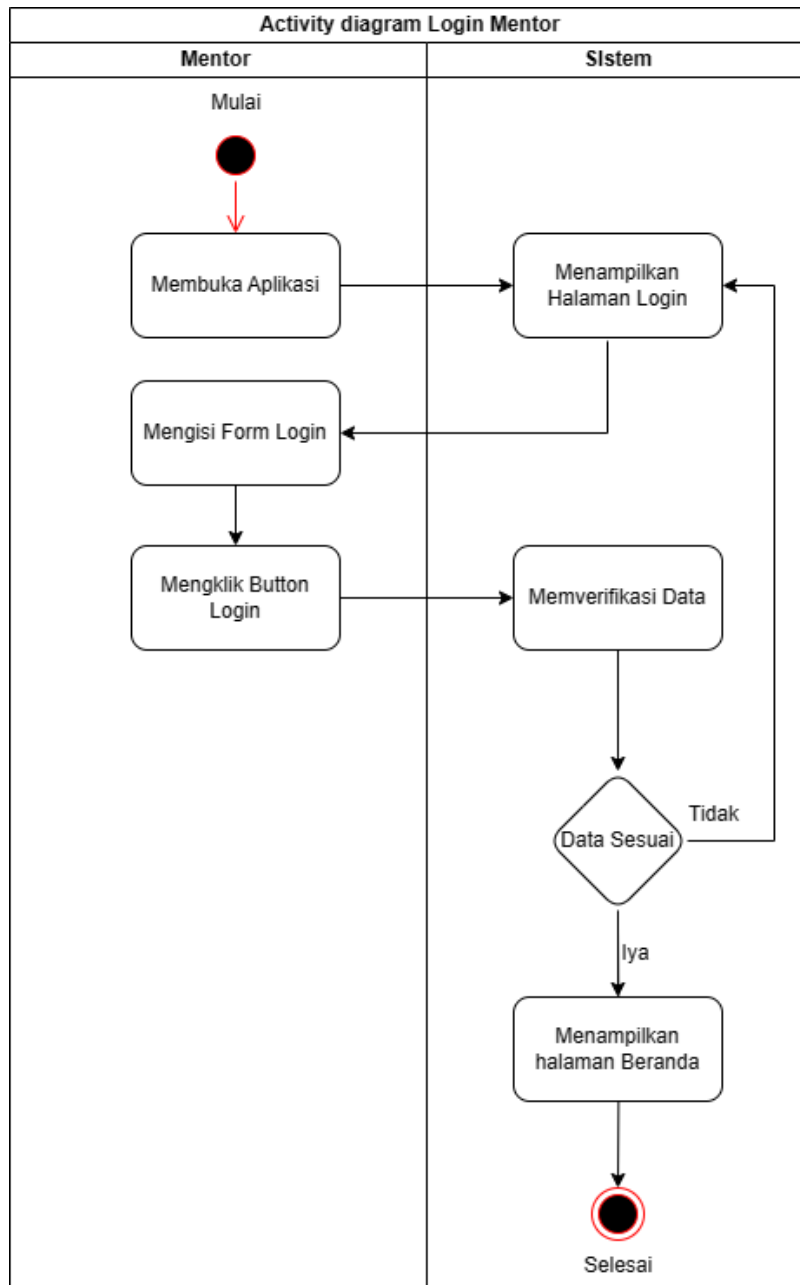 Activity diagram Login Mentor
Mentor
SIstem
Mulai
Membuka Aplikasi
Menampilkan
Halaman Login
Mengisi Form Login
Mengklik Button
Login
Memverifikasi Data
Data Sesuai
Tidak
Iya
Menampilkan
halaman Beranda
Selesai